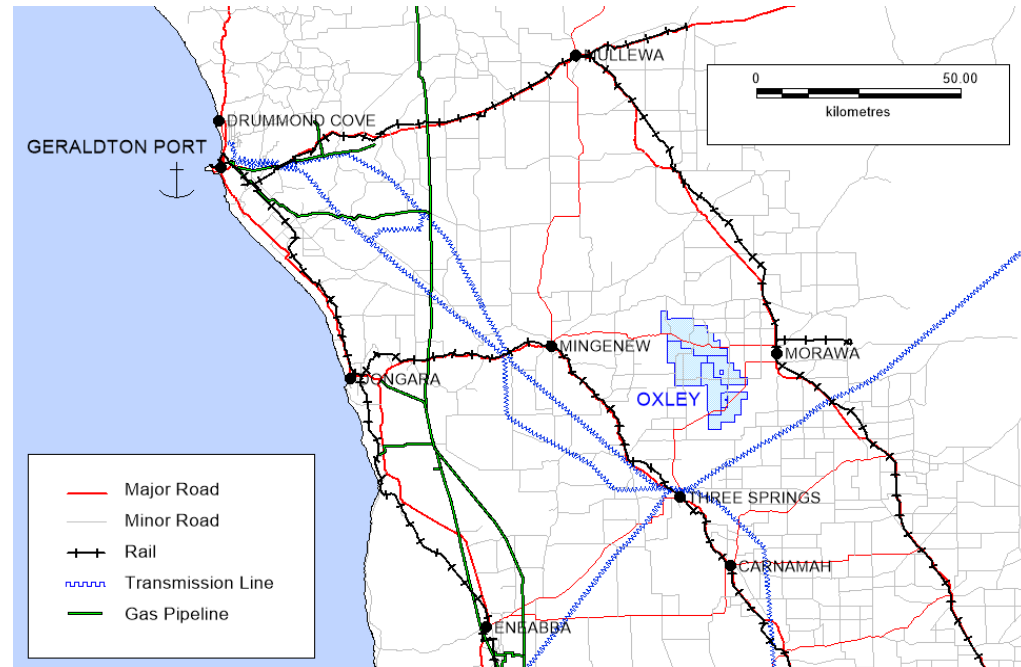 MULLEWA
0 50.00
kilometres
DRUMMOND COVE
GERALDTON PORT
MINGENEW
MORAWA
DONGARA
OXLEY
Major Road
Minor Road
Rail
Transmission Line
Gas Pipeline
THREE SPRINGS
CARNAMAH
ENEABBA